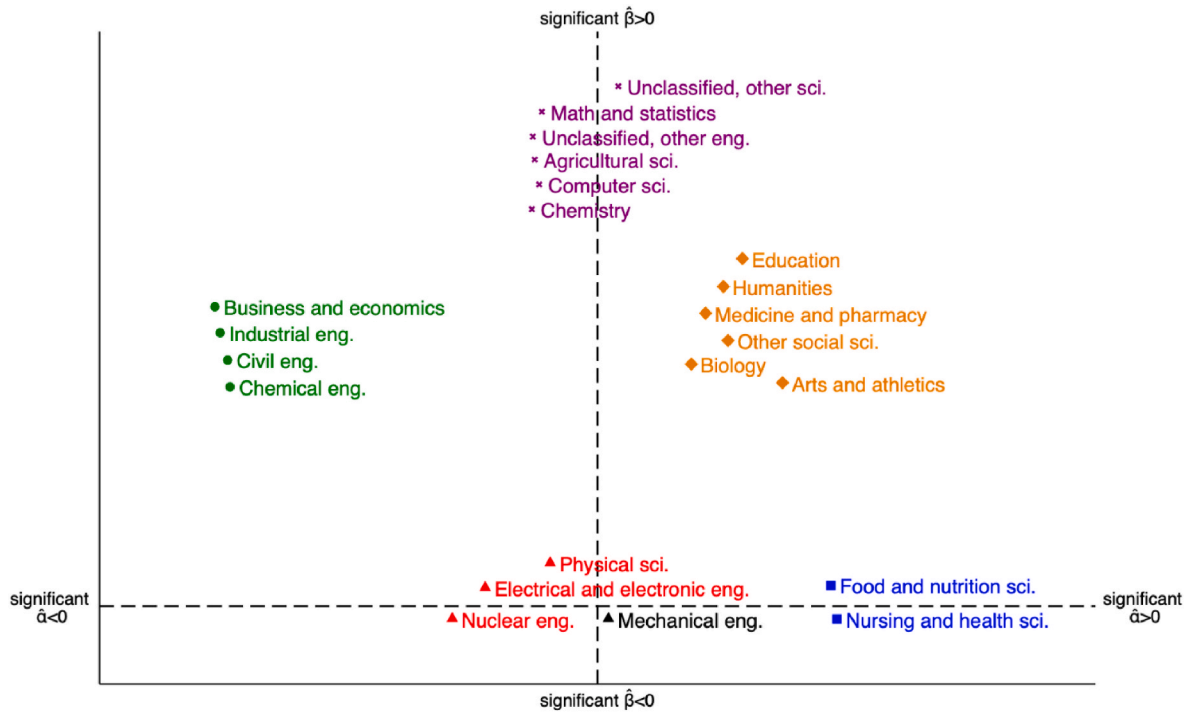 significant β̂>0
Unclassified, other sci.
Math and statistics
Unclassified, other eng.
Agricultural sci.
Computer sci.
Chemistry
Education
Humanities
Medicine and pharmacy
Other social sci.
Biology
Arts and athletics
Business and economics
Industrial eng.
Civil eng.
Chemical eng.
Physical sci.
Electrical and electronic eng.
Nuclear eng.
Mechanical eng.
Food and nutrition sci.
Nursing and health sci.
significant
α̂<0
significant
α̂>0
significant β̂<0